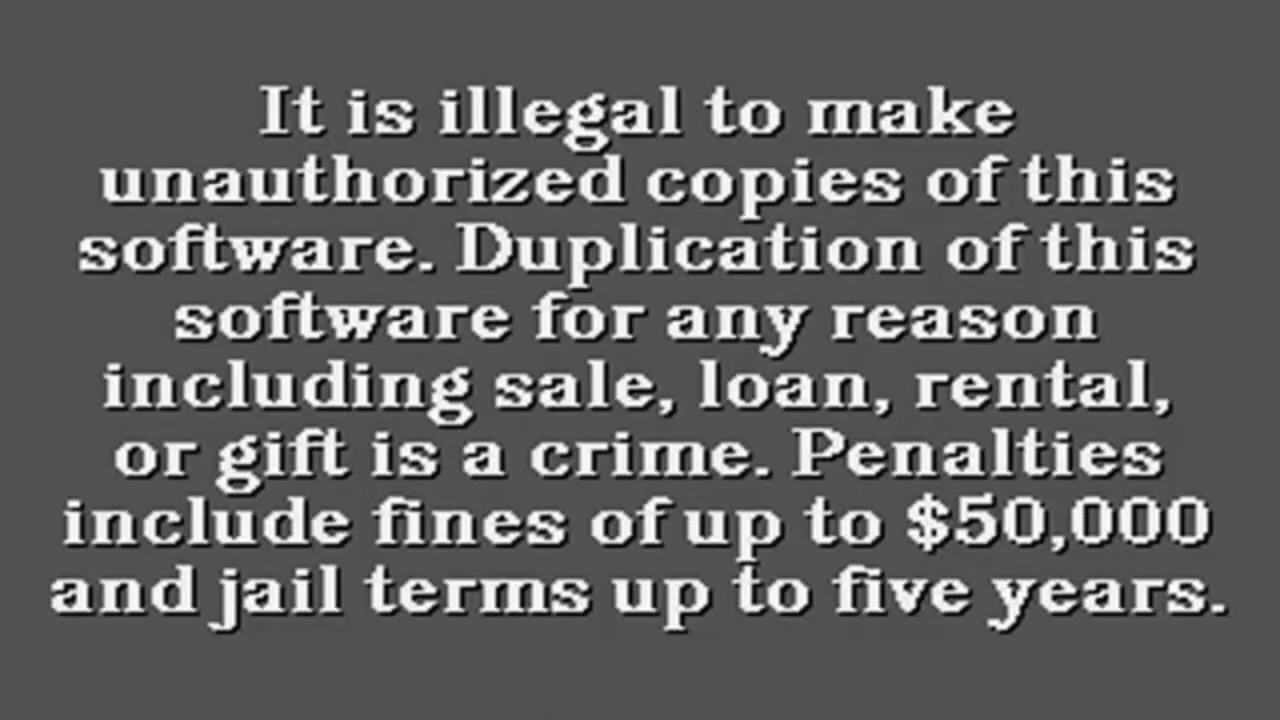 It is illegal to make
unauthorized copies of this
software. Duplication of this
software for any reason
including sale, loan, rental,
or gift is a crime. Penalties
include fines of up to $50,000
and jail terms up to five years.